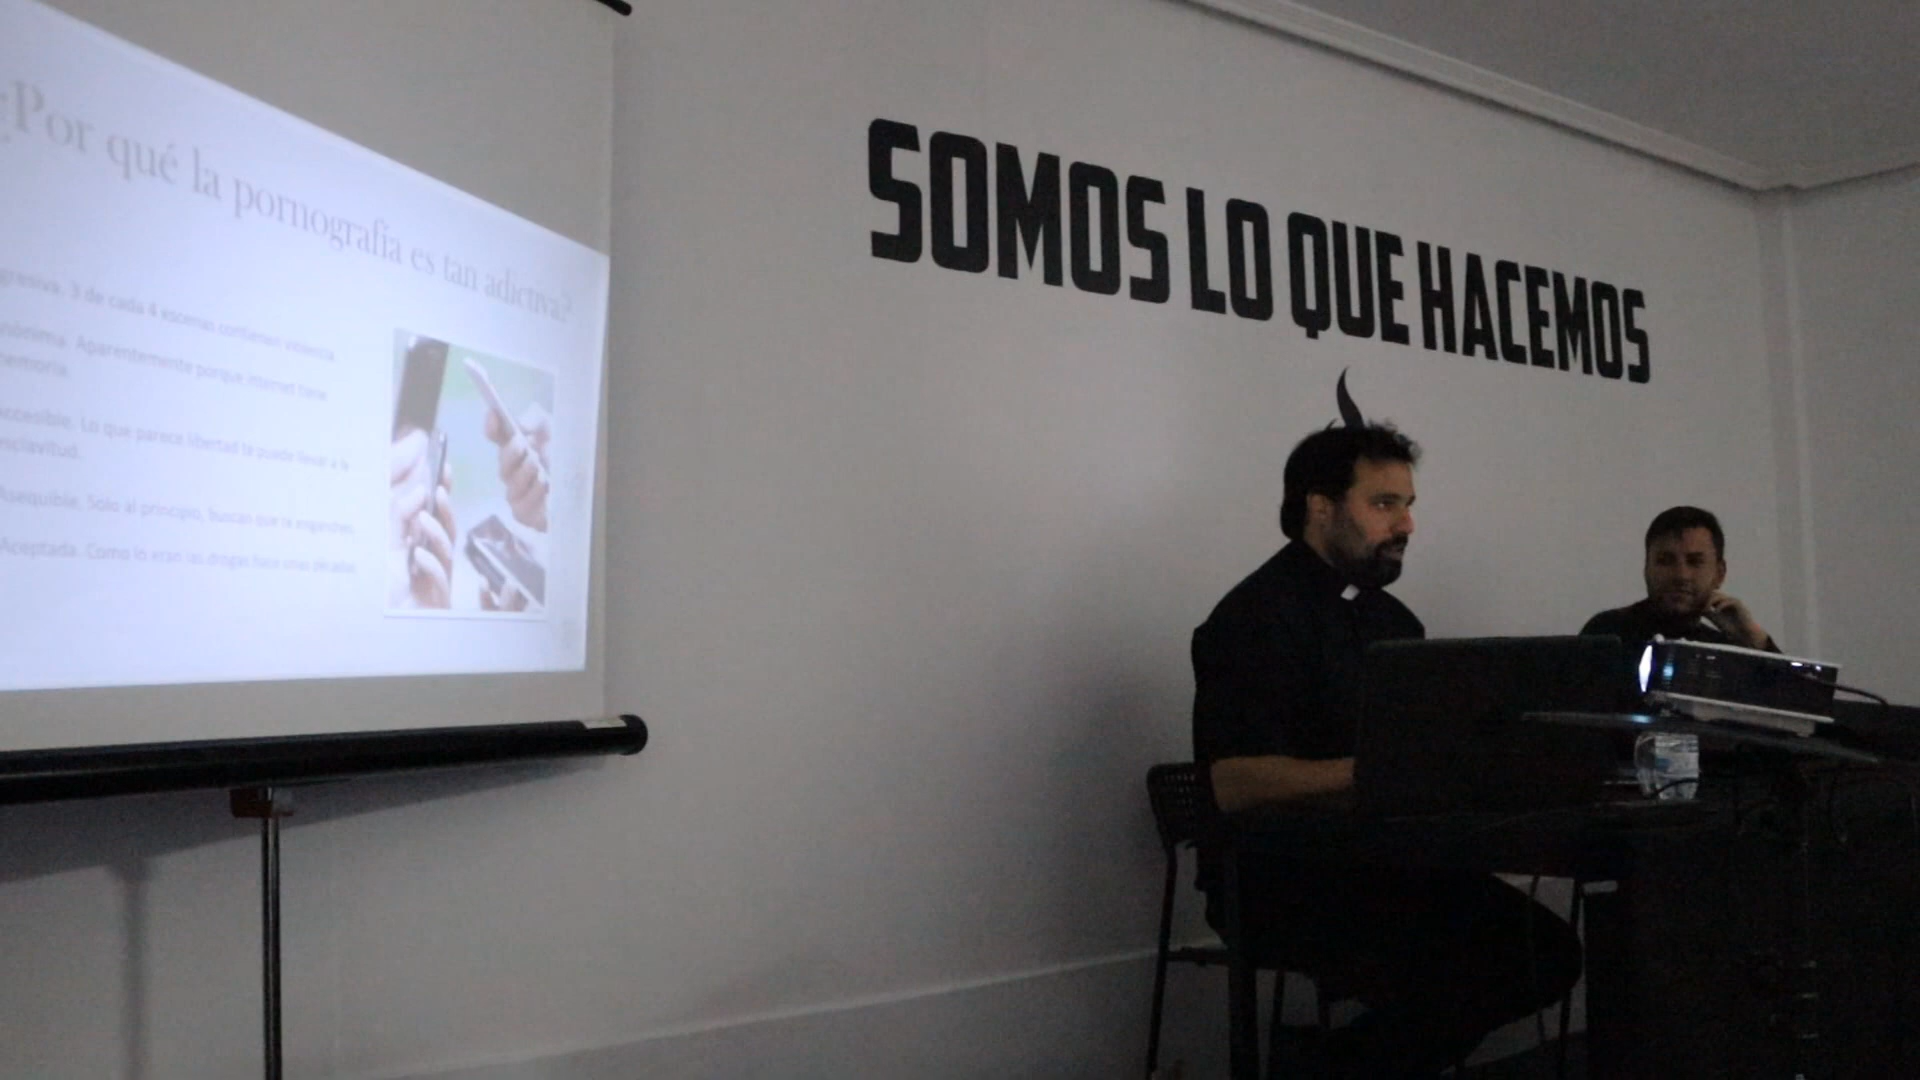 ¿Por qué la pornografía es tan adictiva?
gresiva. 3 de cada 4 escenas contienen violencia.
nónima. Aparentemente porque internet tiene
memoria.
Accesible. Lo que parece libertad te puede llevar a la
esclavitud.
Asequible. Solo al principio, buscan que te enganches.
Aceptada. Como lo eran las drogas hace unas décadas.
SOMOS LO QUE HACEMOS